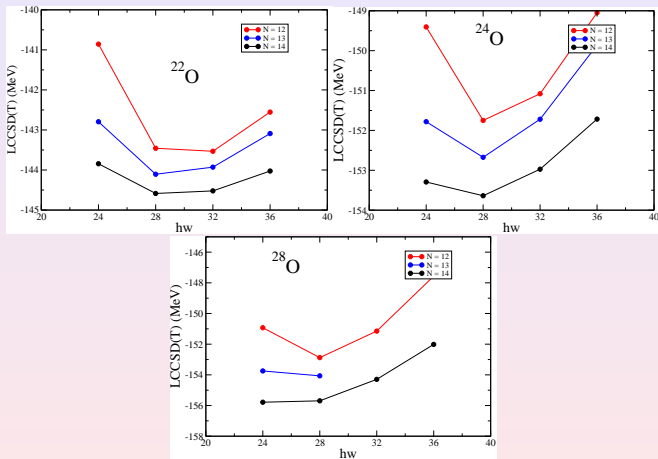 -140
-141
-142
-143
-144
-145
LCCSD(T) (MeV)
22O
N = 12
N = 13
N = 14
20 24 28 32 36 40
hw
-149
-150
-151
-152
-153
-154
LCCSD(T) (MeV)
24O
N = 12
N = 13
N = 14
20 24 28 32 36 40
hw
-146
-148
-150
-152
-154
-156
-158
LCCSD(T) (MeV)
28O
N = 12
N = 13
N = 14
20 24 28 32 36 40
hw